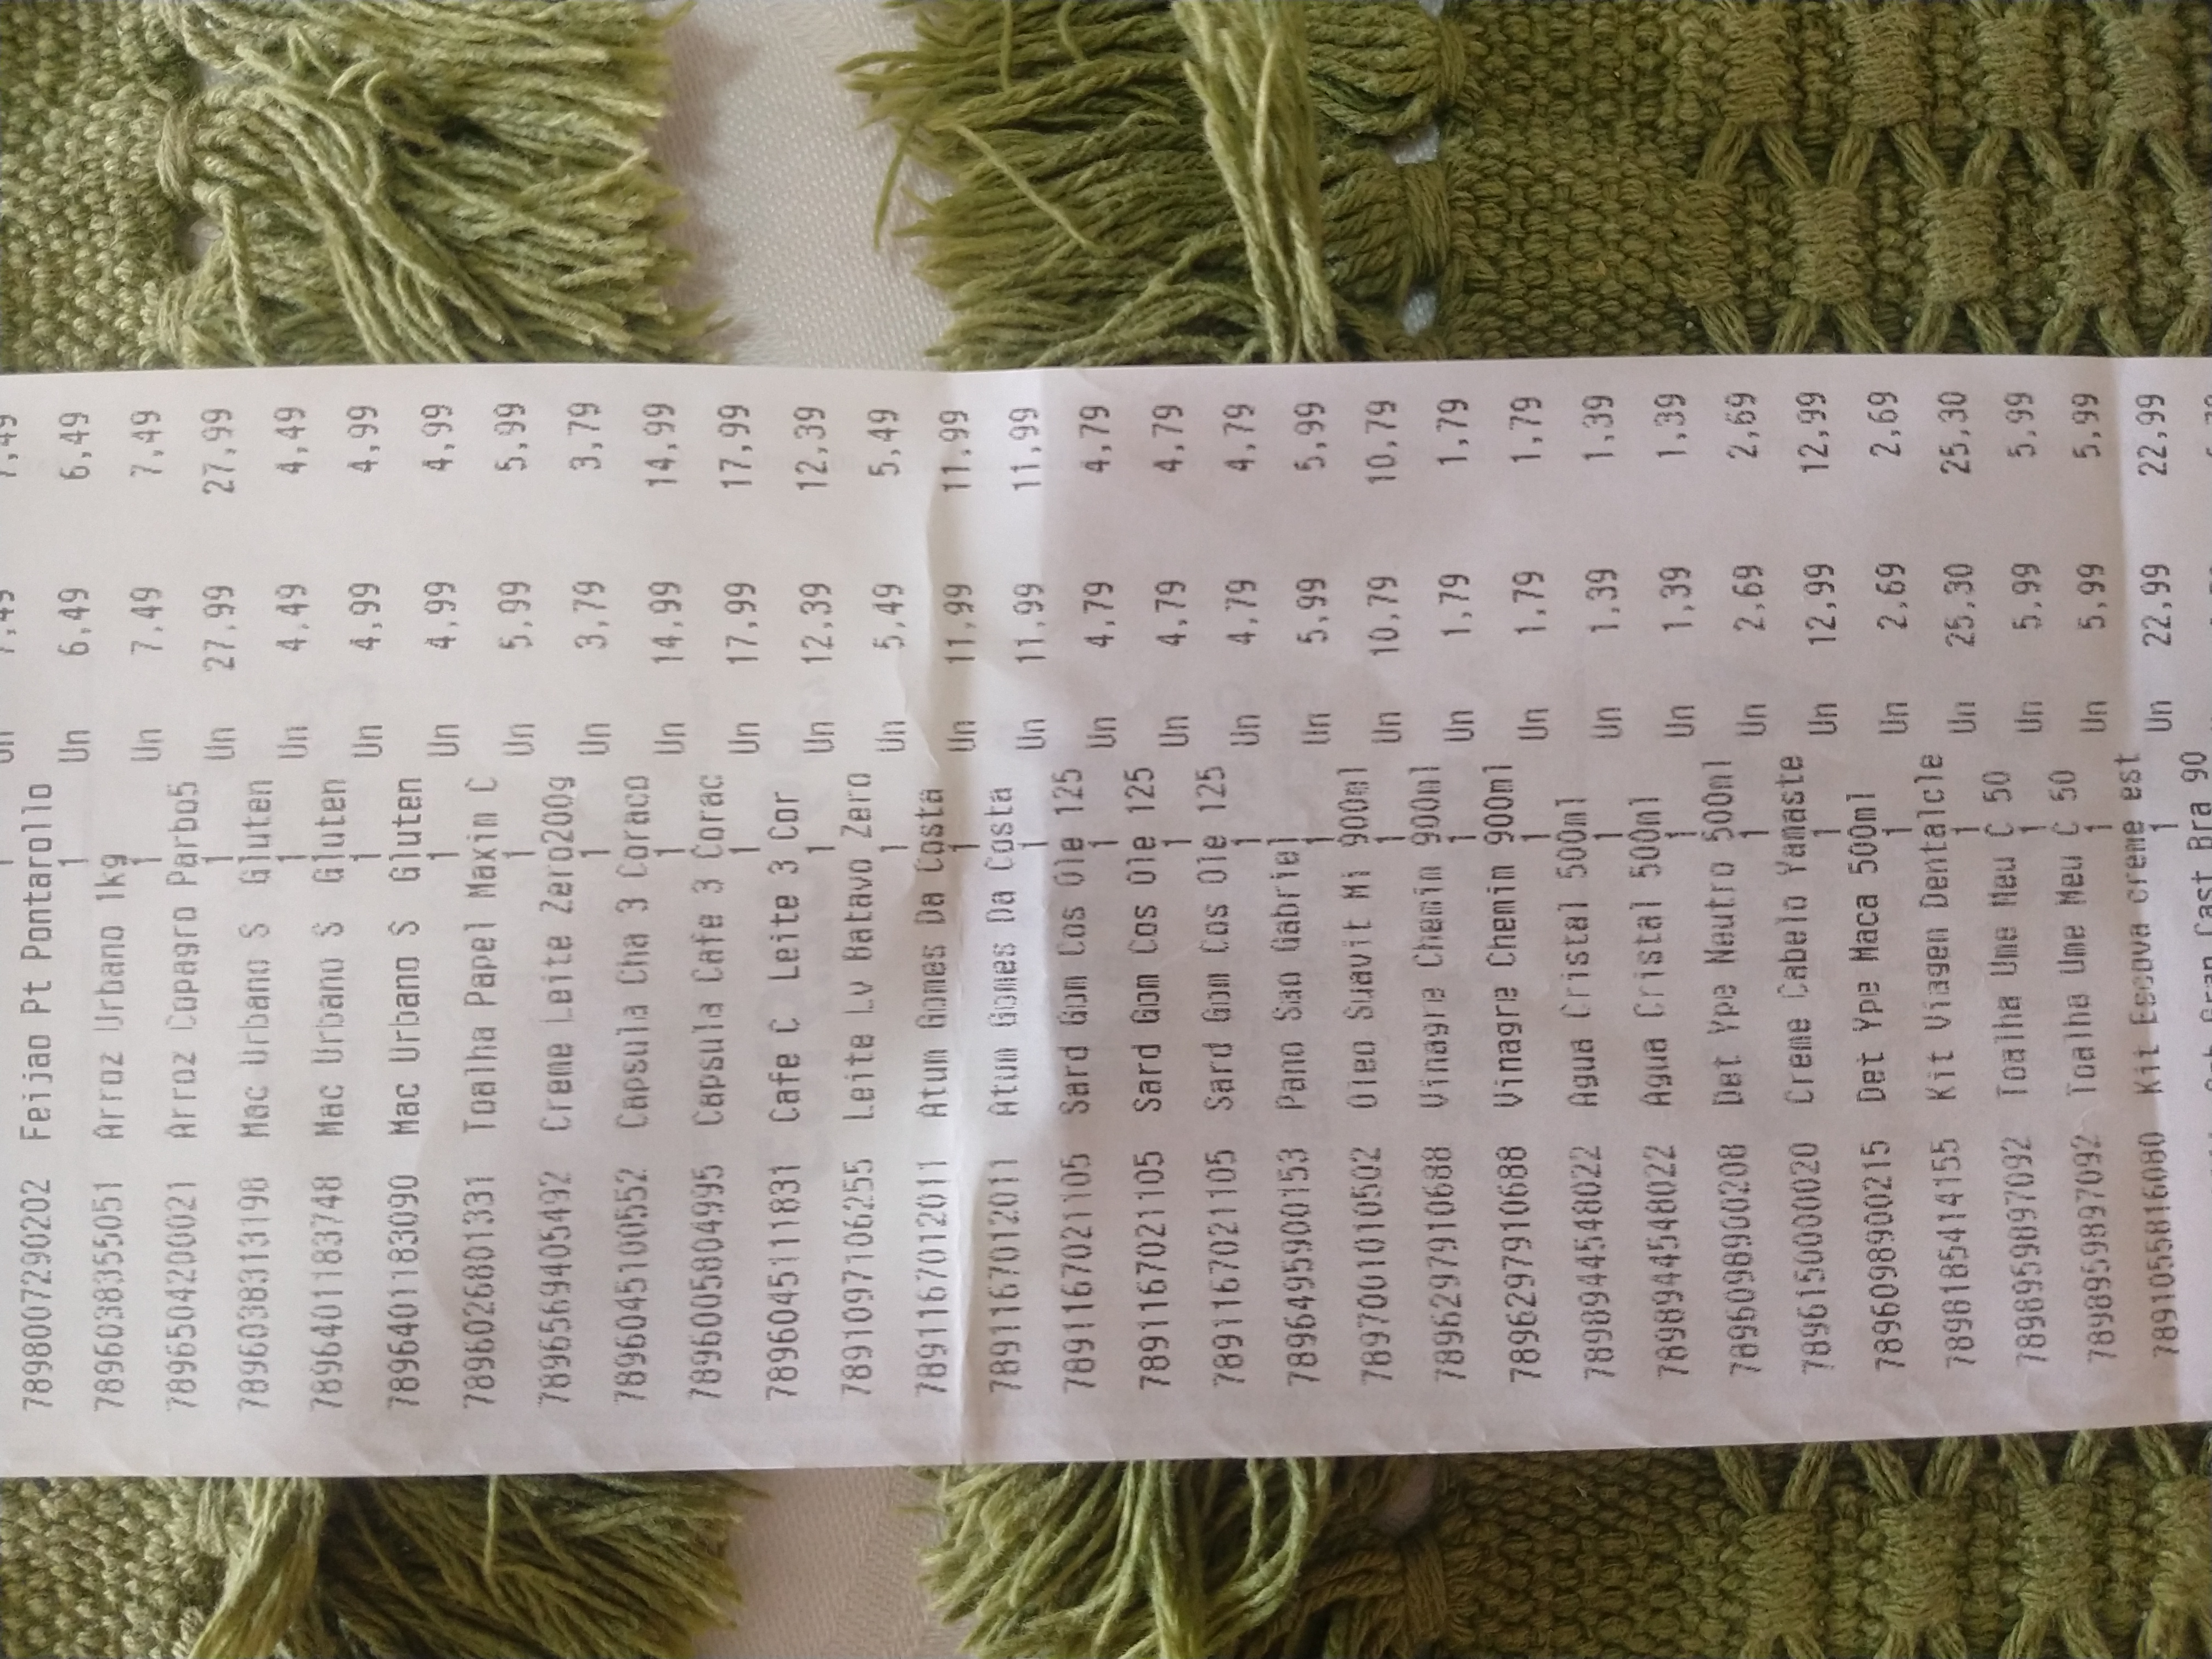 1 Un 7,49 7,49
7898007290202 Feijao Pt Pontarollo
1 Un 6,49 6,49
7896038355051 Arroz Urbano 1kg
1 Un 7,49 7,49
7896504200021 Arroz Copagro Parbo5
1 Un 27,99 27,99
7896038313198 Mac Urbano S Gluten
1 Un 4,49 4,49
7896401183748 Mac Urbano S Gluten
1 Un 4,99 4,99
7896401183090 Mac Urbano S Gluten
1 Un 4,99 4,99
7896026801331 Toalha Papel Maxim C
1 Un 5,99 5,99
7896569405492 Creme Leite Zero200g
1 Un 3,79 3,79
7896045100552 Capsula Cha 3 Coraco
1 Un 14,99 14,99
7896005804995 Capsula Cafe 3 Corac
1 Un 17,99 17,99
7896045111831 Cafe C Leite 3 Cor
1 Un 12,39 12,39
7891097106255 Leite Lv Batavo Zero
1 Un 5,49 5,49
7891167012011 Atum Gomes Da Costa
1 Un 11,99 11,99
7891167012011 Atum Gomes Da Costa
1 Un 11,99 11,99
7891167021105 Sard Gom Cos Ole 125
1 Un 4,79 4,79
7891167021105 Sard Gom Cos Ole 125
1 Un 4,79 4,79
7891167021105 Sard Gom Cos Ole 125
1 Un 4,79 4,79
7896495900153 Pano Sao Gabriel
1 Un 5,99 5,99
7897001010502 Oleo Suavit Mi 900ml
1 Un 10,79 10,79
7896297910688 Vinagre Chemim 900ml
1 Un 1,79 1,79
7896297910688 Vinagre Chemim 900ml
1 Un 1,79 1,79
7898944548022 Agua Cristal 500ml
1 Un 1,39 1,39
7898944548022 Agua Cristal 500ml
1 Un 1,39 1,39
7896098900208 Det Ype Neutro 500ml
1 Un 2,69 2,69
7896150000020 Creme Cabelo Yamaste
1 Un 12,99 12,99
7896098900215 Det Ype Maca 500ml
1 Un 2,69 2,69
7898185414155 Kit Viagen Dentalcle
1 Un 25,30 25,30
7898959897092 Toalha Ume Meu C 50
1 Un 5,99 5,99
7898959897092 Toalha Ume Meu C 50
1 Un 5,99 5,99
7891055816080 Kit Escova creme est
1 Un 22,99 22,99
Gran Cast Bra 90